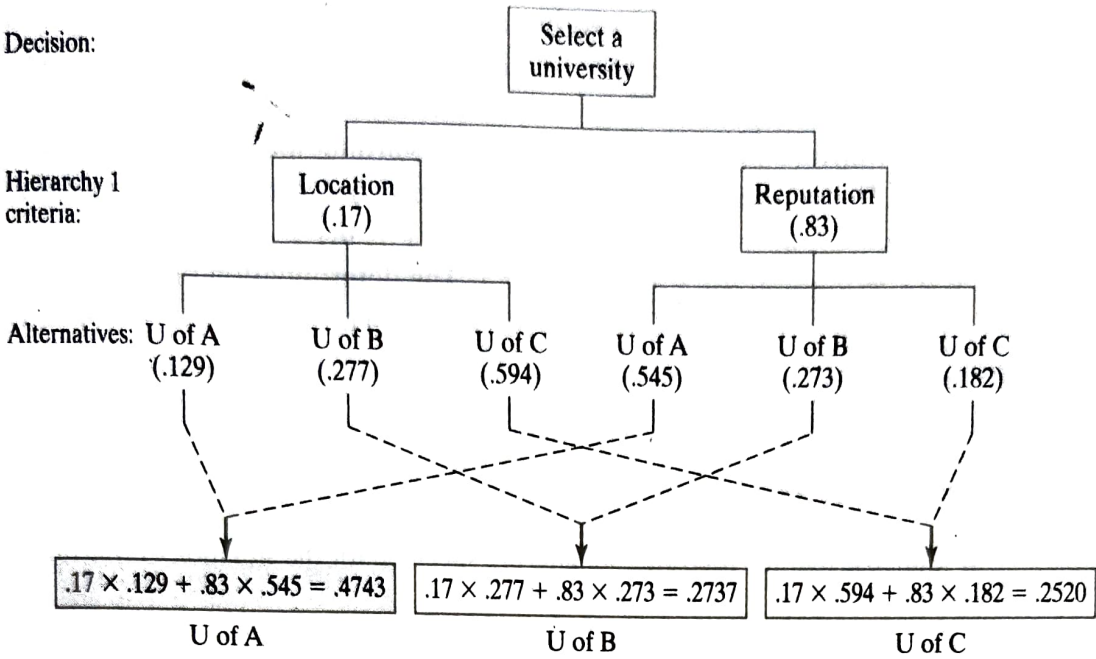 Decision:
Select a
university
Hierarchy 1
criteria:
Location
(.17)
Reputation
(.83)
Alternatives:
U of A
(.129)
U of B
(.277)
U of C
(.594)
U of A
(.545)
U of B
(.273)
U of C
(.182)
.17 × .129 + .83 × .545 = .4743
U of A
.17 × .277 + .83 × .273 = .2737
U of B
.17 × .594 + .83 × .182 = .2520
U of C